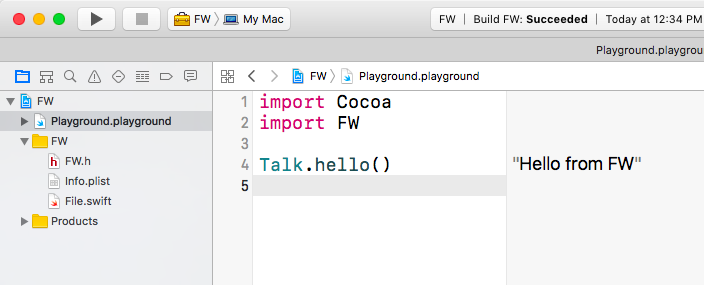 FW My Mac
FW | Build FW: Succeeded | Today at 12:34 PM
Playground.playgroun
FW Playground.playground
FW
Playground.playground
FW
FW.h
Info.plist
File.swift
Products
1 import Cocoa
2 import FW
3
4 Talk.hello() "Hello from FW"
5